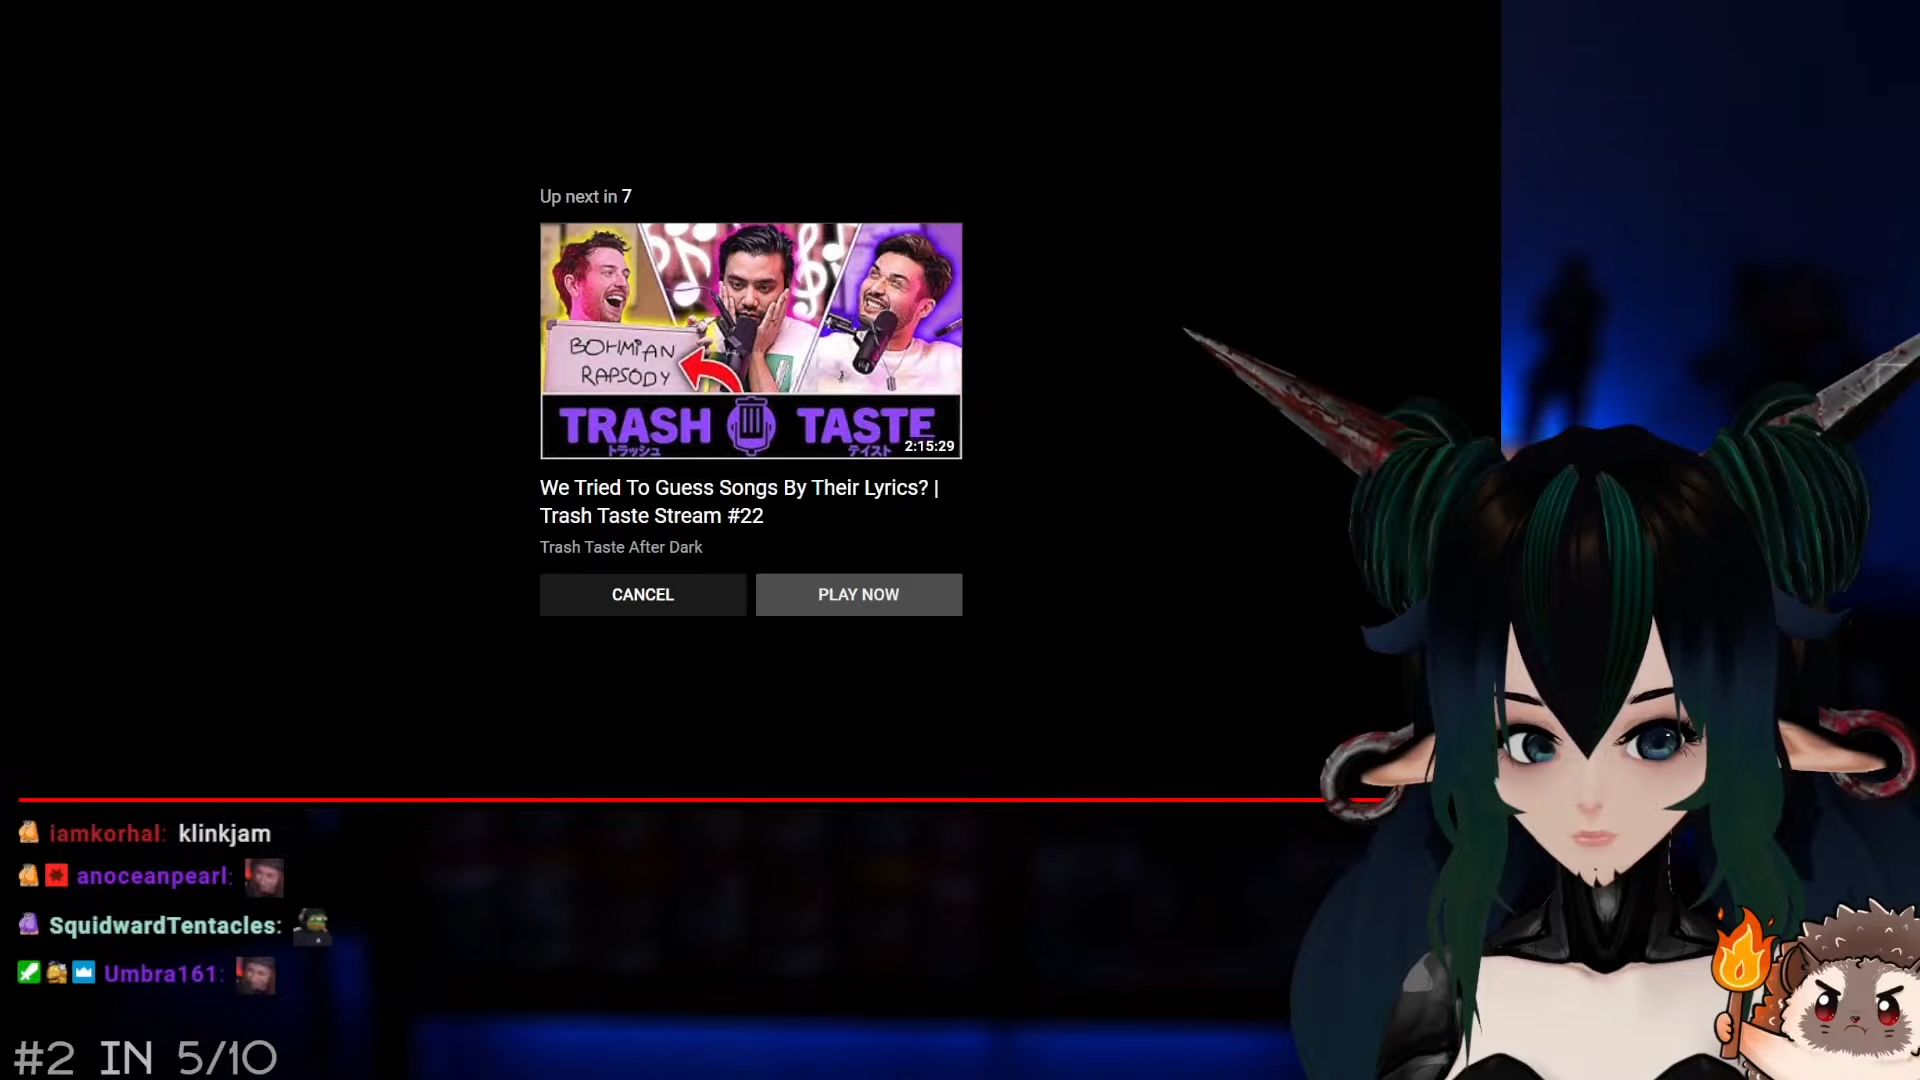 Up next in 7
BOHMIAN
RAPSODY
TRASH TASTE
トラッシュ テイスト
2:15:29
We Tried To Guess Songs By Their Lyrics? |
Trash Taste Stream #22
Trash Taste After Dark
CANCEL PLAY NOW
iamkorhal: klinkjam
anoceanpearl:
SquidwardTentacles:
Umbra161:
#2 IN 5/10